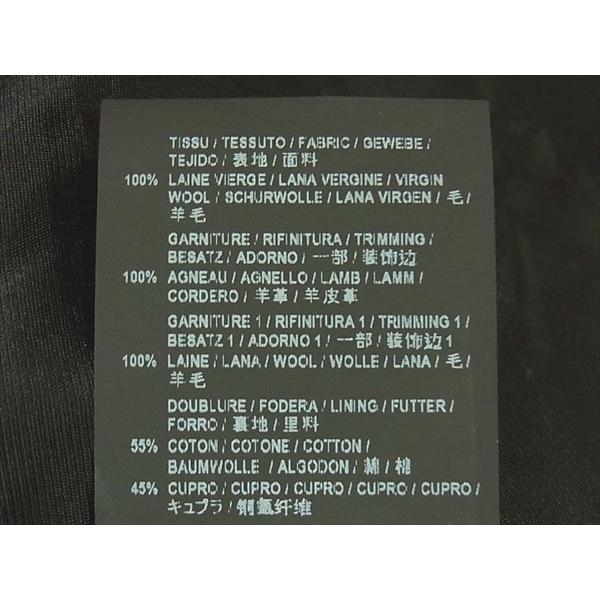 TISSU / TESSUTO / FABRIC / GEWEBE /
TEJIDO / 表地 / 面料
100% LAINE VIERGE / LANA VERGINE / VIRGIN
WOOL / SCHURWOLLE / LANA VIRGEN / 毛 /
羊毛
GARNITURE / RIFINITURA / TRIMMING /
BESATZ / ADORNO / 一部 / 装饰边
100% AGNEAU / AGNELLO / LAMB / LAMM /
CORDERO / 羊革 / 羊皮革
GARNITURE 1 / RIFINITURA 1 / TRIMMING 1 /
BESATZ 1 / ADORNO 1 / 一部 / 装饰边 1
100% LAINE / LANA / WOOL / WOLLE / LANA / 毛 /
羊毛
DOUBLURE / FODERA / LINING / FUTTER /
FORRO / 裏地 / 里料
55% COTON / COTONE / COTTON /
BAUMWOLLE / ALGODON / 綿 / 棉
45% CUPRO / CUPRO / CUPRO / CUPRO / CUPRO /
キュプラ / 铜氨纤维